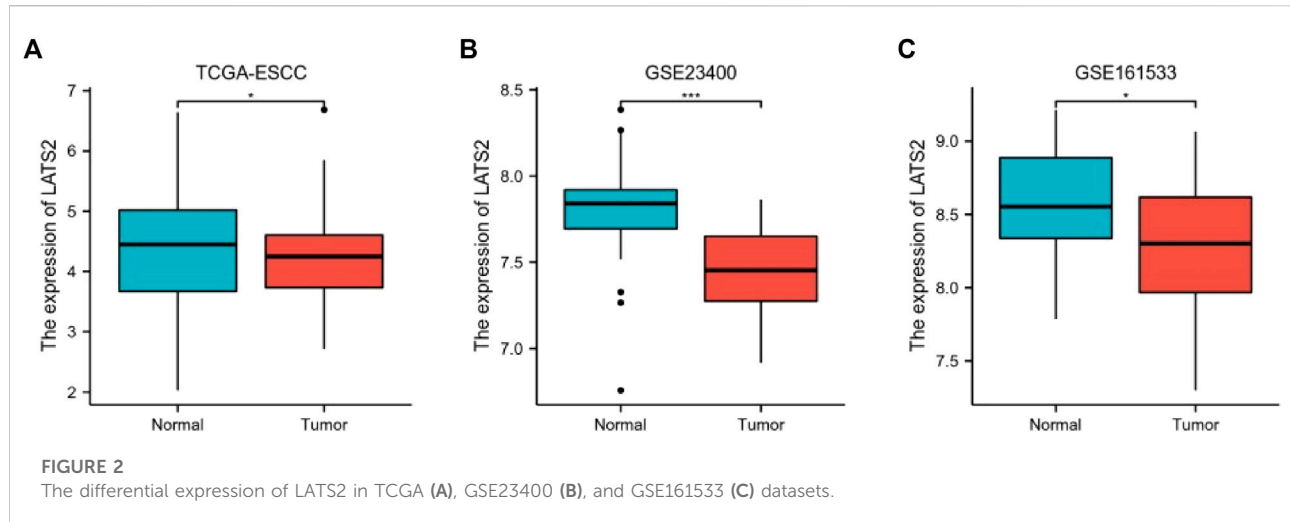 A
TCGA-ESCC
*
The expression of LATS2
7
6
5
4
3
2
Normal Tumor
B
GSE23400
***
The expression of LATS2
8.5
8.0
7.5
7.0
Normal Tumor
C
GSE161533
*
The expression of LATS2
9.0
8.5
8.0
7.5
Normal Tumor
FIGURE 2
The differential expression of LATS2 in TCGA (A), GSE23400 (B), and GSE161533 (C) datasets.